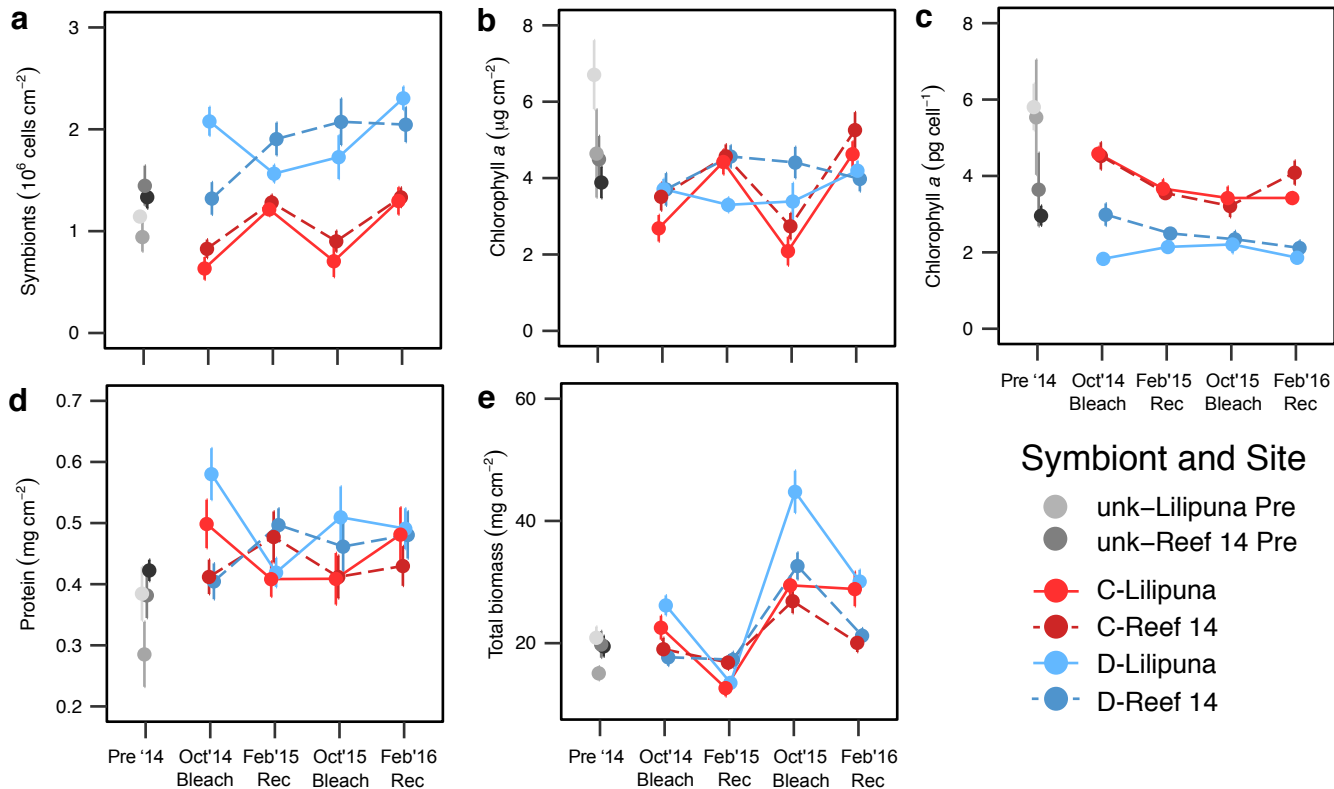 a
Symbionts (10⁶ cells cm⁻²)
3
2
1
0
b
Chlorophyll a (μg cm⁻²)
8
6
4
2
0
c
Chlorophyll a (pg cell⁻¹)
8
6
4
2
0
Pre ‘14
Oct'14
Bleach
Feb'15
Rec
Oct'15
Bleach
Feb'16
Rec
d
Protein (mg cm⁻²)
0.7
0.6
0.5
0.4
0.3
0.2
Pre ‘14
Oct'14
Bleach
Feb'15
Rec
Oct'15
Bleach
Feb'16
Rec
e
Total biomass (mg cm⁻²)
60
40
20
Pre ‘14
Oct'14
Bleach
Feb'15
Rec
Oct'15
Bleach
Feb'16
Rec
Symbiont and Site
unk−Lilipuna Pre
unk−Reef 14 Pre
C-Lilipuna
C-Reef 14
D-Lilipuna
D-Reef 14